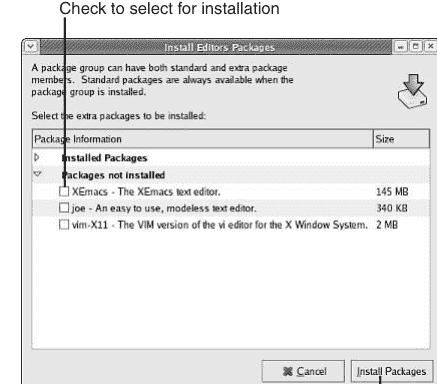 Check to select for installation
Install Editors Packages
A package group can have both standard and extra package
members. Standard packages are always available when the
package group is installed.
Select the extra packages to be installed:
Package Information Size
Installed Packages
Packages not installed
XEmacs - The XEmacs text editor. 145 MB
joe - An easy to use, modeless text editor. 340 KB
vim-X11 - The VIM version of the vi editor for the X Window System. 2 MB
Cancel Install Packages